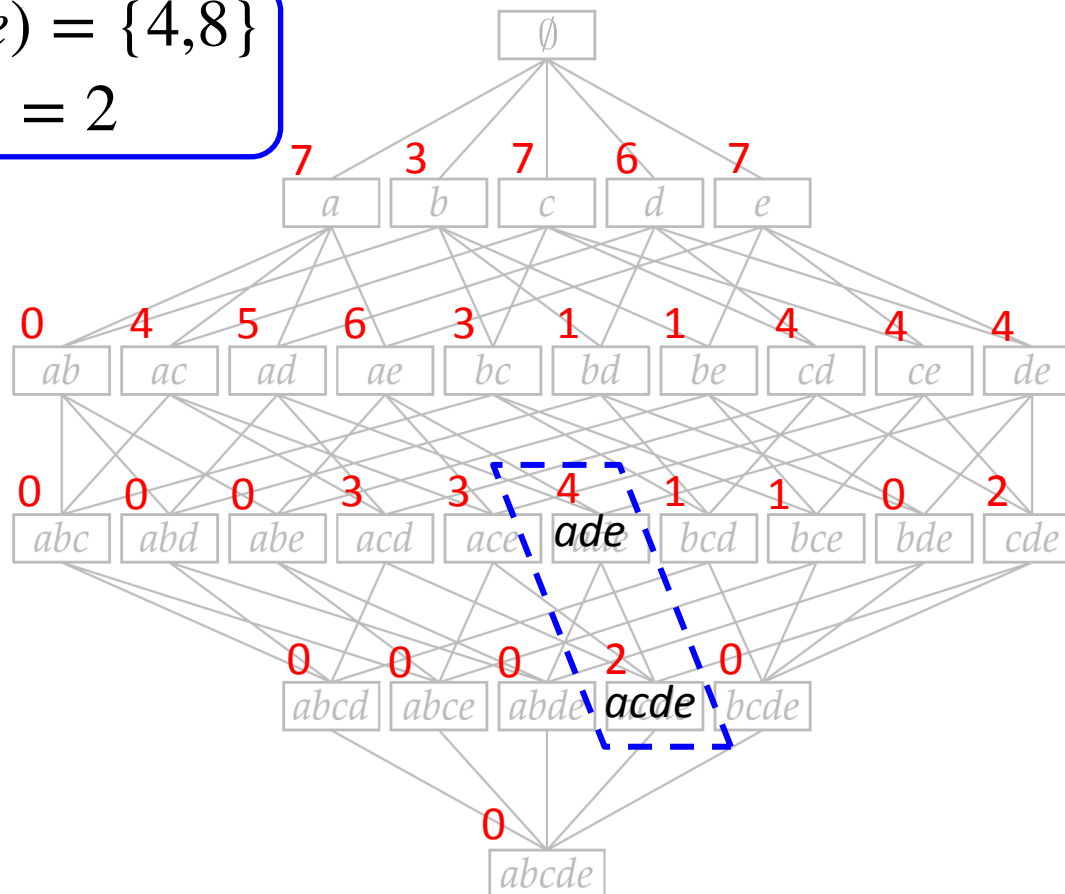 e) = {4,8}
= 2
∅
7 3 7 6 7
a b c d e
0 4 5 6 3 1 1 4 4 4
ab ac ad ae bc bd be cd ce de
0 0 0 3 3 4 1 1 0 2
abc abd abe acd ace ade bcd bce bde cde
0 0 0 2 0
abcd abce abde acde bcde
0
abcde